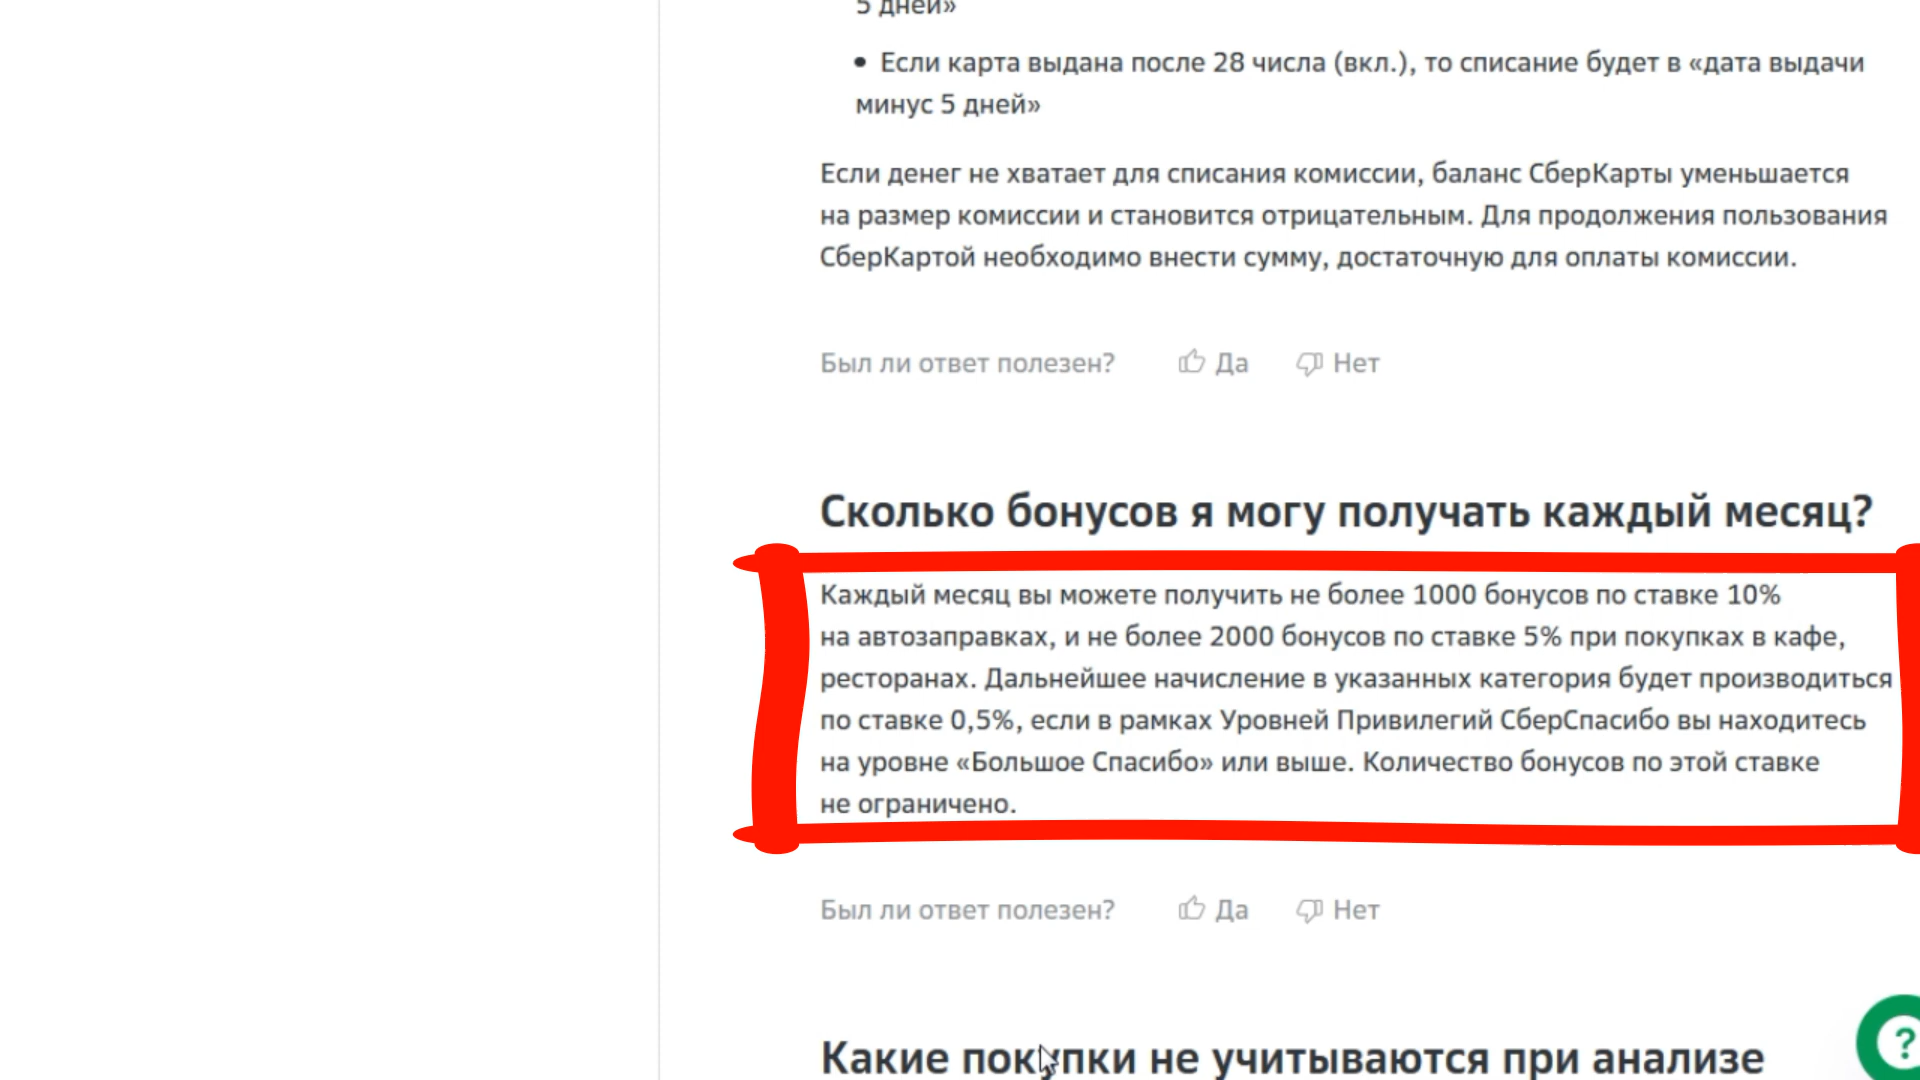 5 дней»
• Если карта выдана после 28 числа (вкл.), то списание будет в «дата выдачи
минус 5 дней»
Если денег не хватает для списания комиссии, баланс СберКарты уменьшается
на размер комиссии и становится отрицательным. Для продолжения пользования
СберКартой необходимо внести сумму, достаточную для оплаты комиссии.
Был ли ответ полезен? Да Нет
Сколько бонусов я могу получать каждый месяц?
Каждый месяц вы можете получить не более 1000 бонусов по ставке 10%
на автозаправках, и не более 2000 бонусов по ставке 5% при покупках в кафе,
ресторанах. Дальнейшее начисление в указанных категория будет производиться
по ставке 0,5%, если в рамках Уровней Привилегий СберСпасибо вы находитесь
на уровне «Большое Спасибо» или выше. Количество бонусов по этой ставке
не ограничено.
Был ли ответ полезен? Да Нет
?
Какие покупки не учитываются при анализе